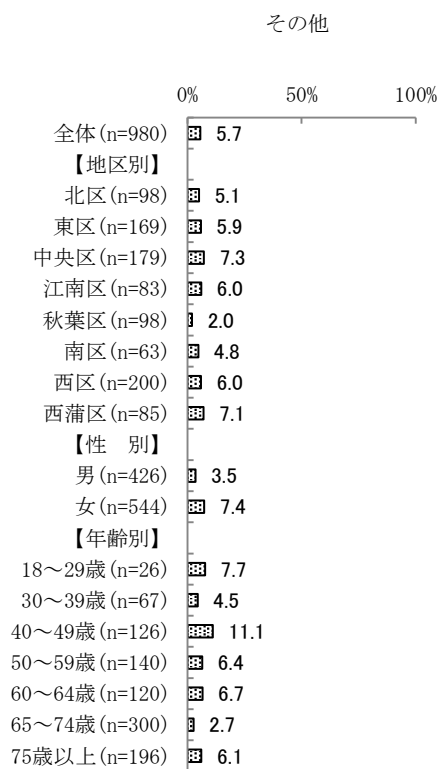 その他
0% 50% 100%
全体(n=980) 5.7
【地区別】
北区(n=98) 5.1
東区(n=169) 5.9
中央区(n=179) 7.3
江南区(n=83) 6.0
秋葉区(n=98) 2.0
南区(n=63) 4.8
西区(n=200) 6.0
西蒲区(n=85) 7.1
【性　別】
男(n=426) 3.5
女(n=544) 7.4
【年齢別】
18～29歳(n=26) 7.7
30～39歳(n=67) 4.5
40～49歳(n=126) 11.1
50～59歳(n=140) 6.4
60～64歳(n=120) 6.7
65～74歳(n=300) 2.7
75歳以上(n=196) 6.1